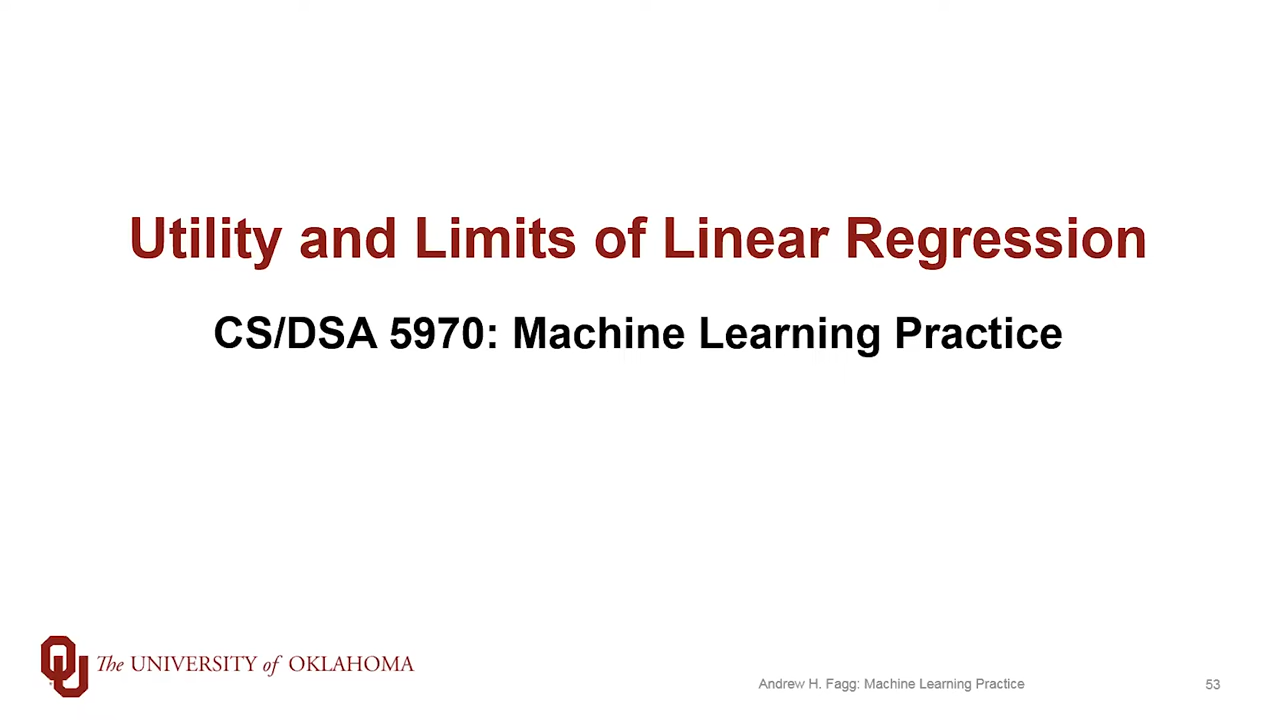 Utility and Limits of Linear Regression
CS/DSA 5970: Machine Learning Practice
The UNIVERSITY of OKLAHOMA
Andrew H. Fagg: Machine Learning Practice
53